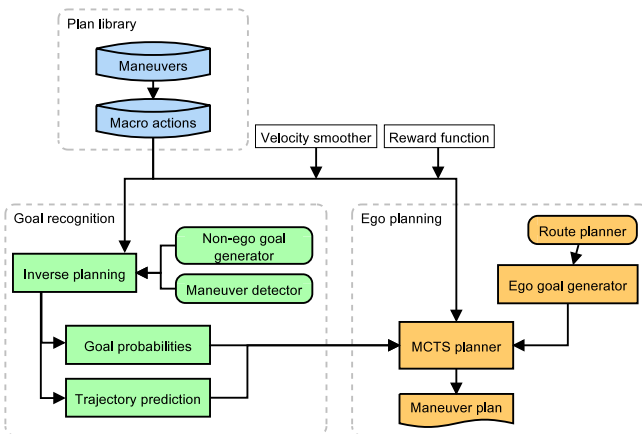 Plan library
Maneuvers
Macro actions
Velocity smoother
Reward function
Goal recognition
Non-ego goal
generator
Inverse planning
Maneuver detector
Goal probabilities
Trajectory prediction
Ego planning
Route planner
Ego goal generator
MCTS planner
Maneuver plan